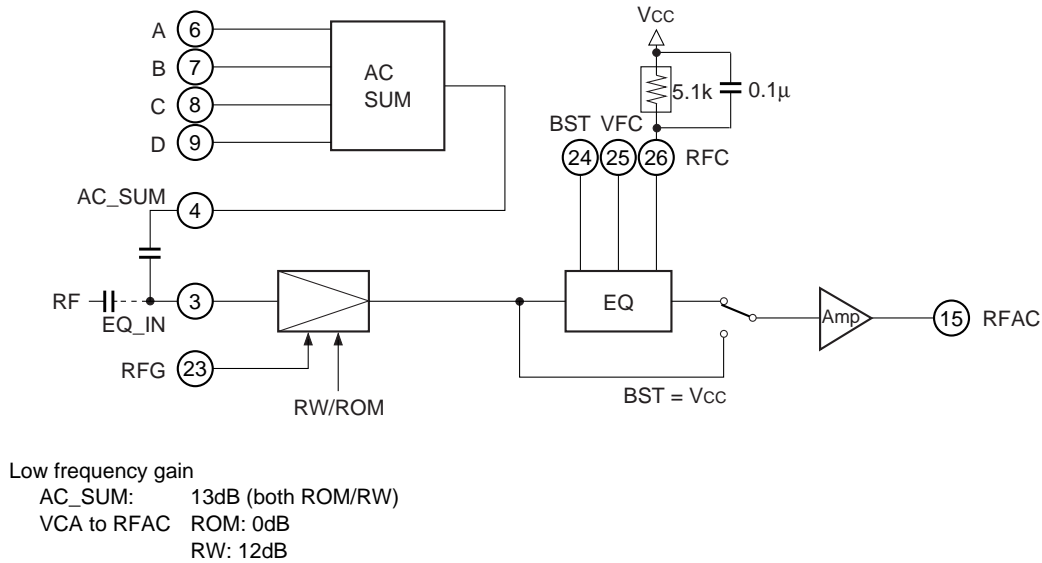 VCC
A 6
B 7
C 8
D 9
AC
SUM
5.1k
0.1μ
BST VFC
24 25 26 RFC
AC_SUM 4
RF
EQ_IN
3
EQ
Amp
15 RFAC
RFG 23
RW/ROM
BST = VCC
Low frequency gain
AC_SUM: 13dB (both ROM/RW)
VCA to RFAC ROM: 0dB
RW: 12dB